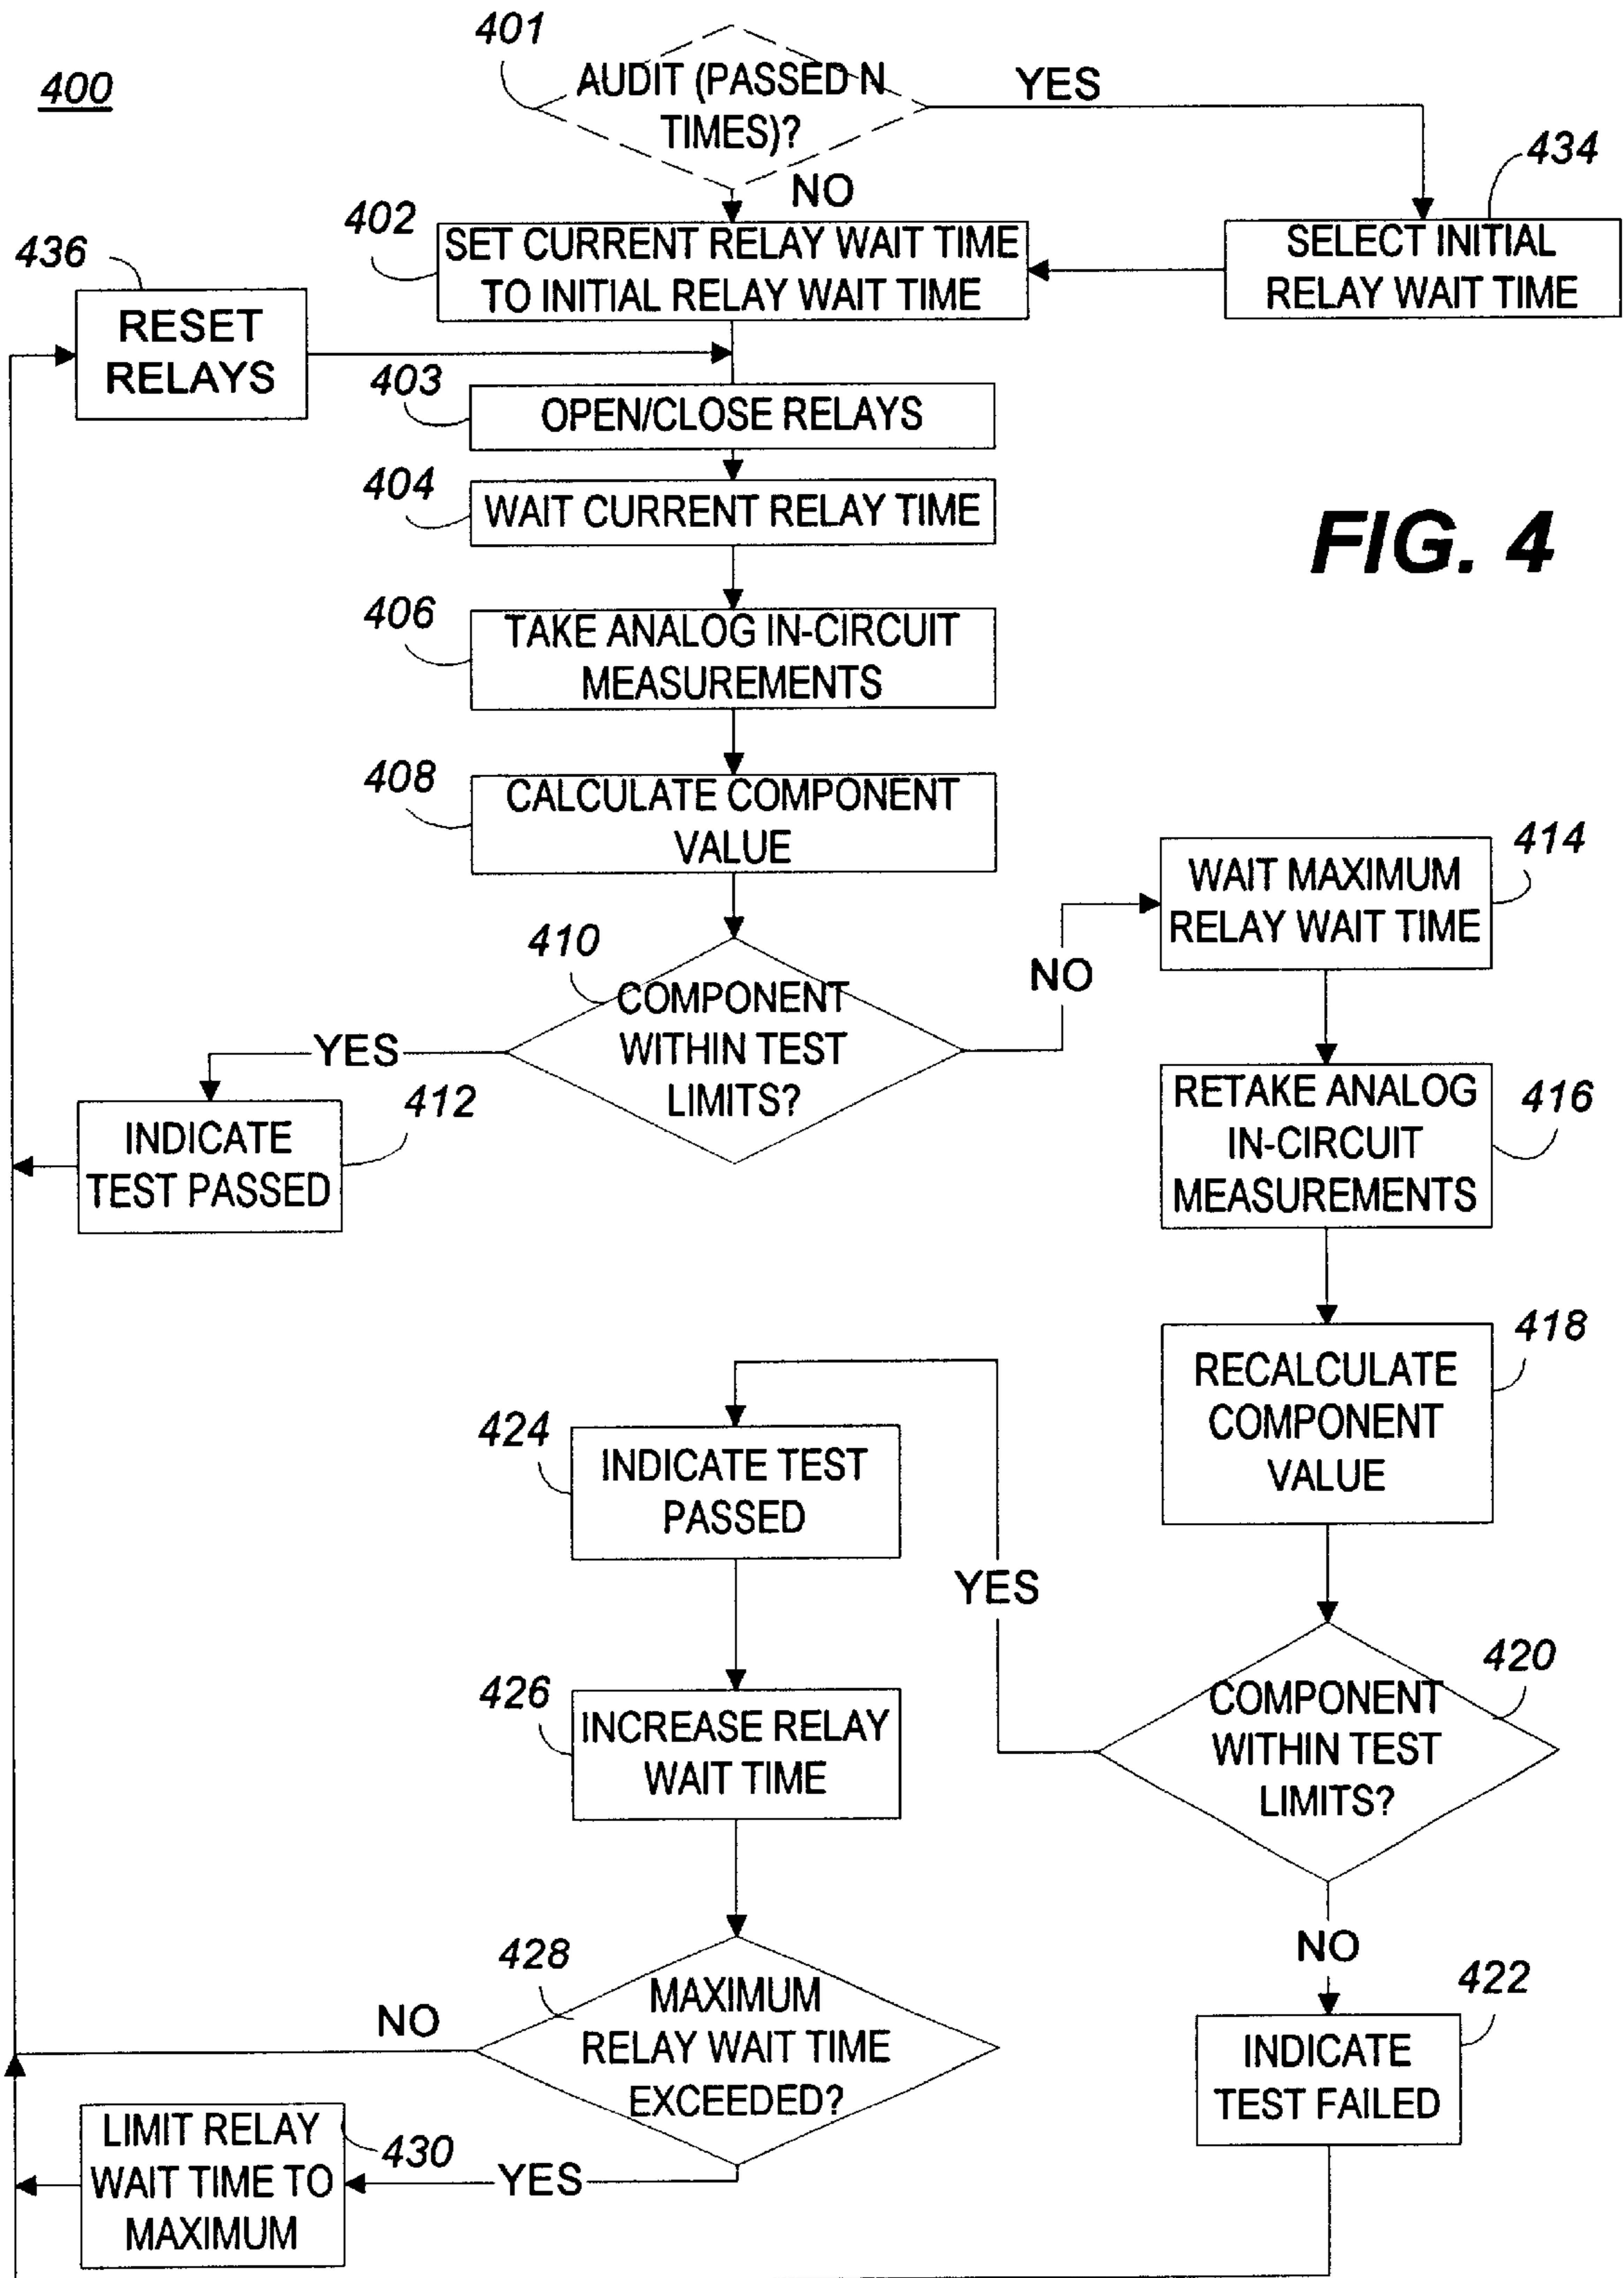 401
AUDIT (PASSED N
TIMES)?
YES
400
434
NO
402
SET CURRENT RELAY WAIT TIME
TO INITIAL RELAY WAIT TIME
SELECT INITIAL
RELAY WAIT TIME
436
RESET
RELAYS
403
OPEN/CLOSE RELAYS
404
WAIT CURRENT RELAY TIME
FIG. 4
406
TAKE ANALOG IN-CIRCUIT
MEASUREMENTS
408
CALCULATE COMPONENT
VALUE
414
WAIT MAXIMUM
RELAY WAIT TIME
410
NO
COMPONENT
WITHIN TEST
LIMITS?
YES
412
INDICATE
TEST PASSED
RETAKE ANALOG
IN-CIRCUIT
MEASUREMENTS
416
418
RECALCULATE
COMPONENT
VALUE
424
INDICATE TEST
PASSED
YES
420
COMPONENT
WITHIN TEST
LIMITS?
426
INCREASE RELAY
WAIT TIME
NO
428
MAXIMUM
RELAY WAIT TIME
EXCEEDED?
NO
422
INDICATE
TEST FAILED
LIMIT RELAY
WAIT TIME TO
MAXIMUM
430
YES